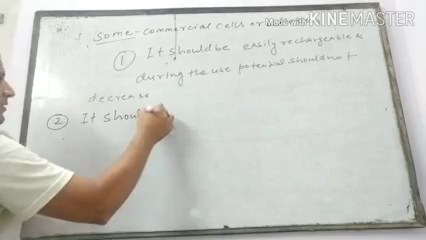 * § Some commercial cells or
Made with KINEMASTER
① It should be easily rechargeable &
during the use potential should not
decrease
② It shou